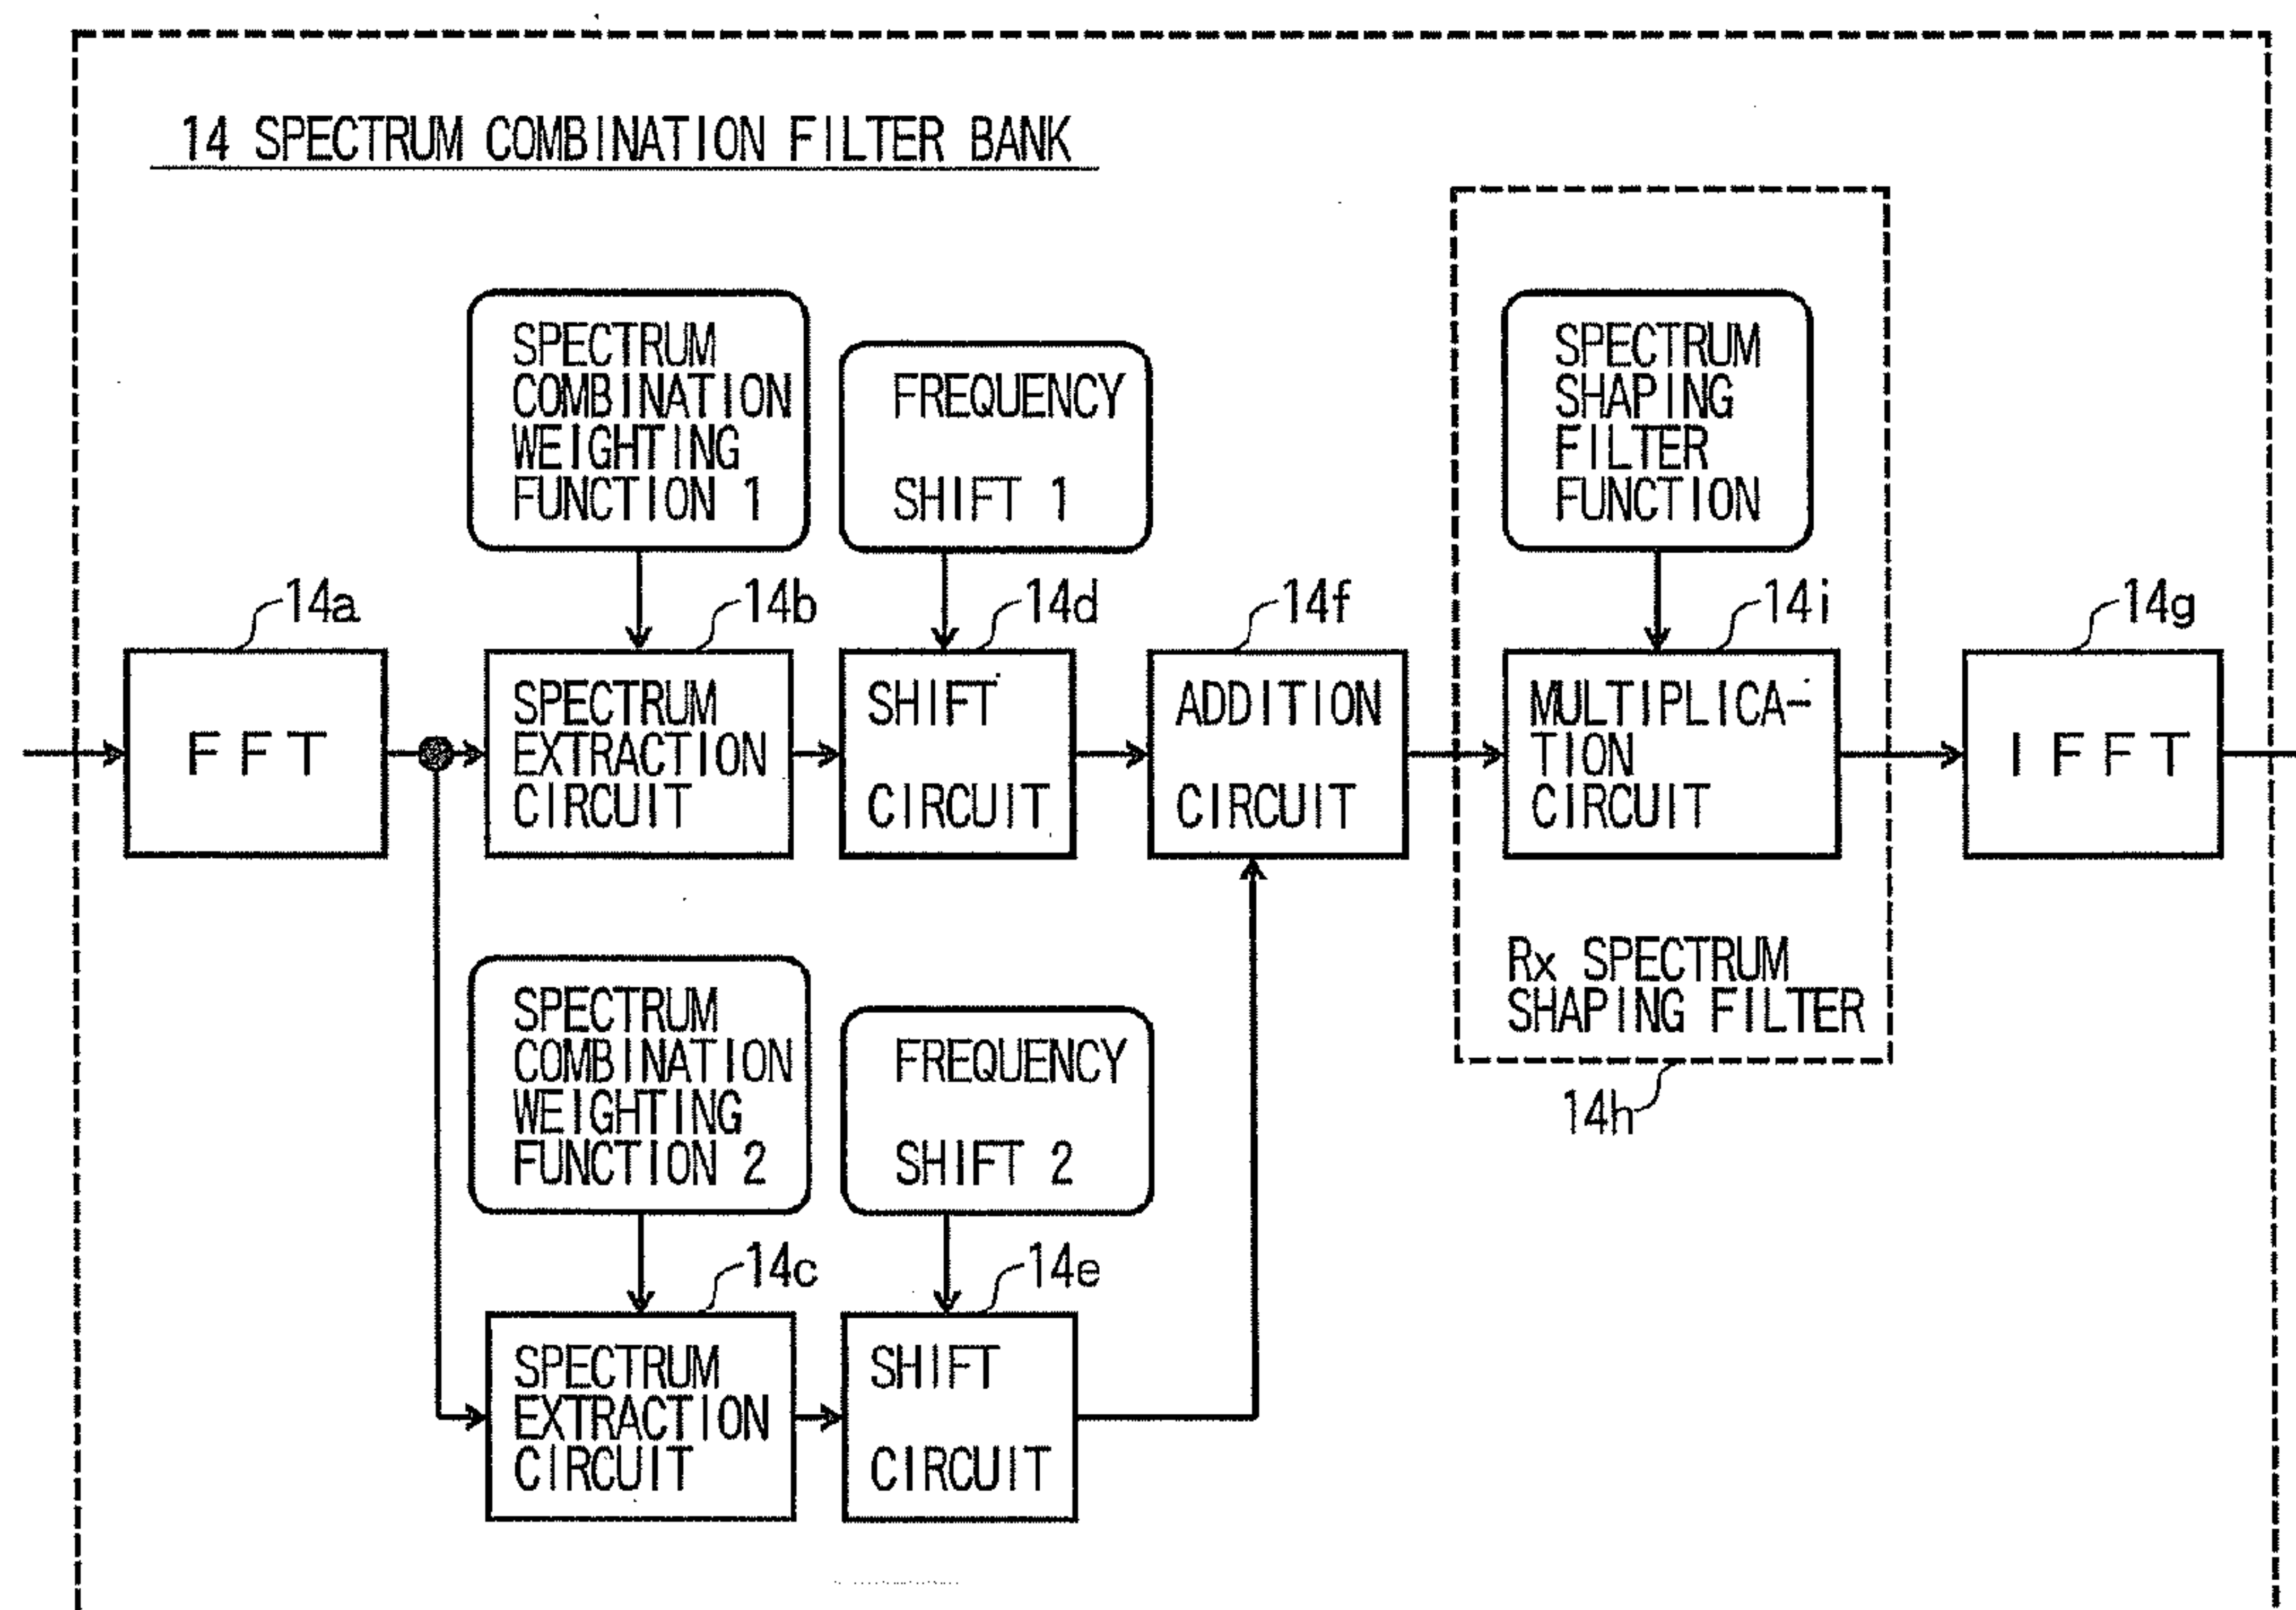 14 SPECTRUM COMBINATION FILTER BANK
SPECTRUM
COMBINATION
WEIGHTING
FUNCTION 1
FREQUENCY
SHIFT 1
SPECTRUM
SHAPING
FILTER
FUNCTION
14a
14b
14d
14f
14i
14g
FFT
SPECTRUM
EXTRACTION
CIRCUIT
SHIFT
CIRCUIT
ADDITION
CIRCUIT
MULTIPLICA-
TION
CIRCUIT
IFFT
Rx SPECTRUM
SHAPING FILTER
14h
SPECTRUM
COMBINATION
WEIGHTING
FUNCTION 2
FREQUENCY
SHIFT 2
14c
14e
SPECTRUM
EXTRACTION
CIRCUIT
SHIFT
CIRCUIT